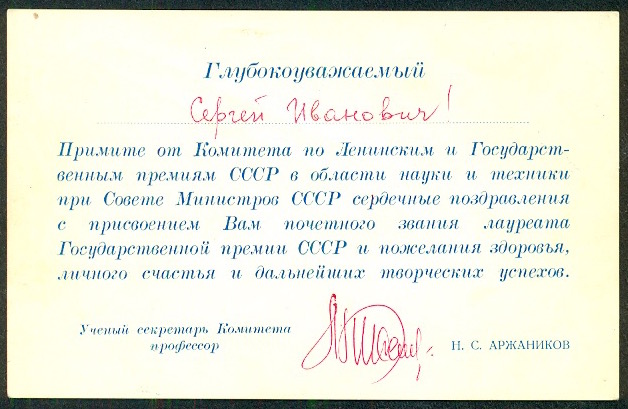 Глубокоуважаемый
Сергей Иванович!
Примите от Комитета по Ленинским и Государст-
венным премиям СССР в области науки и техники
при Совете Министров СССР сердечные поздравления
с присвоением Вам почетного звания лауреата
Государственной премии СССР и пожелания здоровья,
личного счастья и дальнейших творческих успехов.
Ученый секретарь Комитета
профессор
Н. С. АРЖАНИКОВ